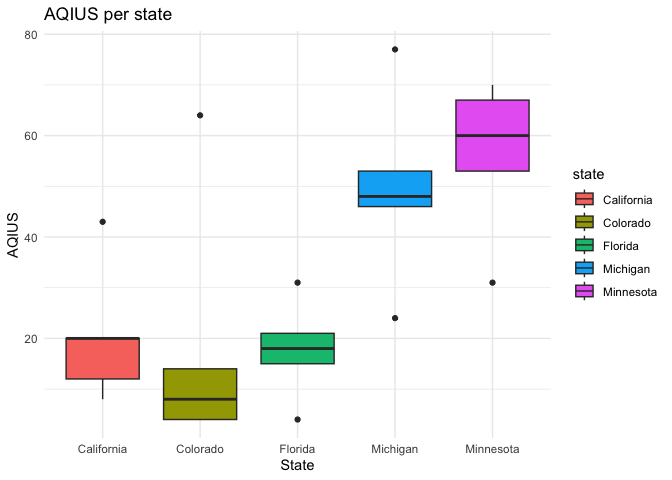 AQIUS per state
80
60
40
20
AQIUS
California
Colorado
Florida
Michigan
Minnesota
State
state
California
Colorado
Florida
Michigan
Minnesota